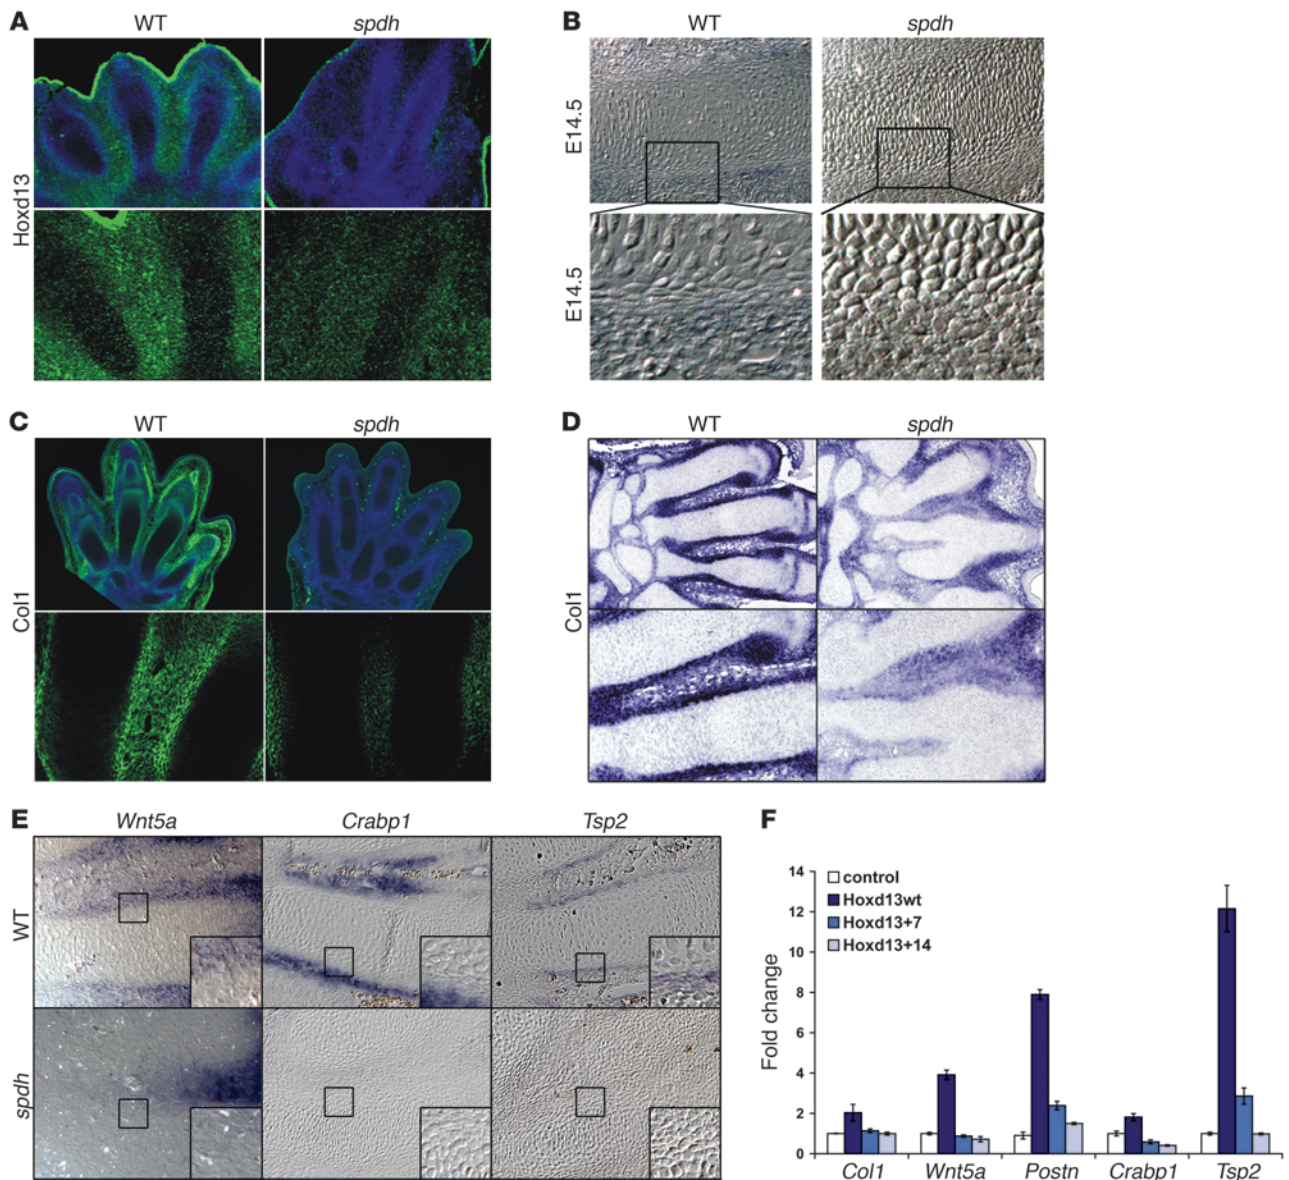 A
WT
spdh
Hoxd13
B
WT
spdh
E14.5
E14.5
C
WT
spdh
Col1
D
WT
spdh
Col1
E
Wnt5a
Crabp1
Tsp2
WT
spdh
F
Fold change
14
12
10
8
6
4
2
0
control
Hoxd13wt
Hoxd13+7
Hoxd13+14
Col1 Wnt5a Postn Crabp1 Tsp2